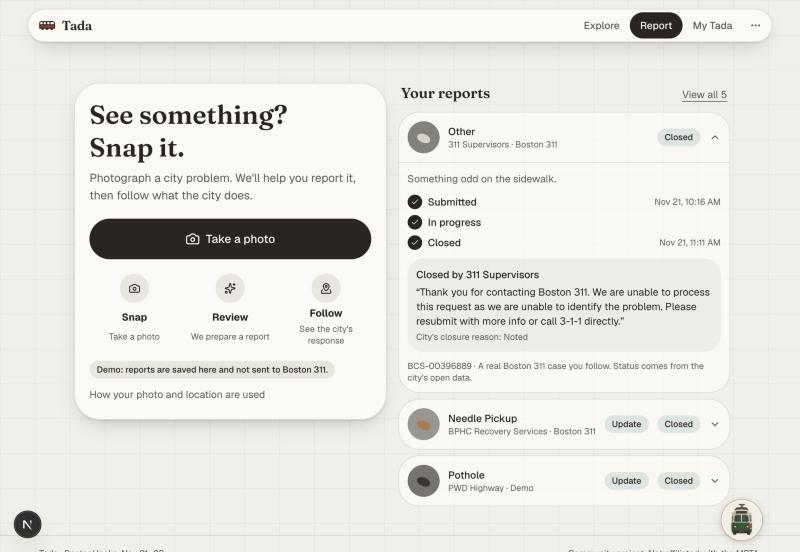 Tada
Explore
Report
My Tada
See something?
Snap it.
Photograph a city problem. We'll help you report it,
then follow what the city does.
Take a photo
Snap
Take a photo
Review
We prepare a report
Follow
See the city's
response
Demo: reports are saved here and not sent to Boston 311.
How your photo and location are used
Your reports
View all 5
Other
311 Supervisors · Boston 311
Closed
Something odd on the sidewalk.
Submitted
Nov 21, 10:16 AM
In progress
Closed
Nov 21, 11:11 AM
Closed by 311 Supervisors
“Thank you for contacting Boston 311. We are unable to process
this request as we are unable to identify the problem. Please
resubmit with more info or call 3-1-1 directly.”
City's closure reason: Noted
BCS-00396889 · A real Boston 311 case you follow. Status comes from the
city's open data.
Needle Pickup
BPHC Recovery Services · Boston 311
Update
Closed
Pothole
PWD Highway · Demo
Update
Closed
N